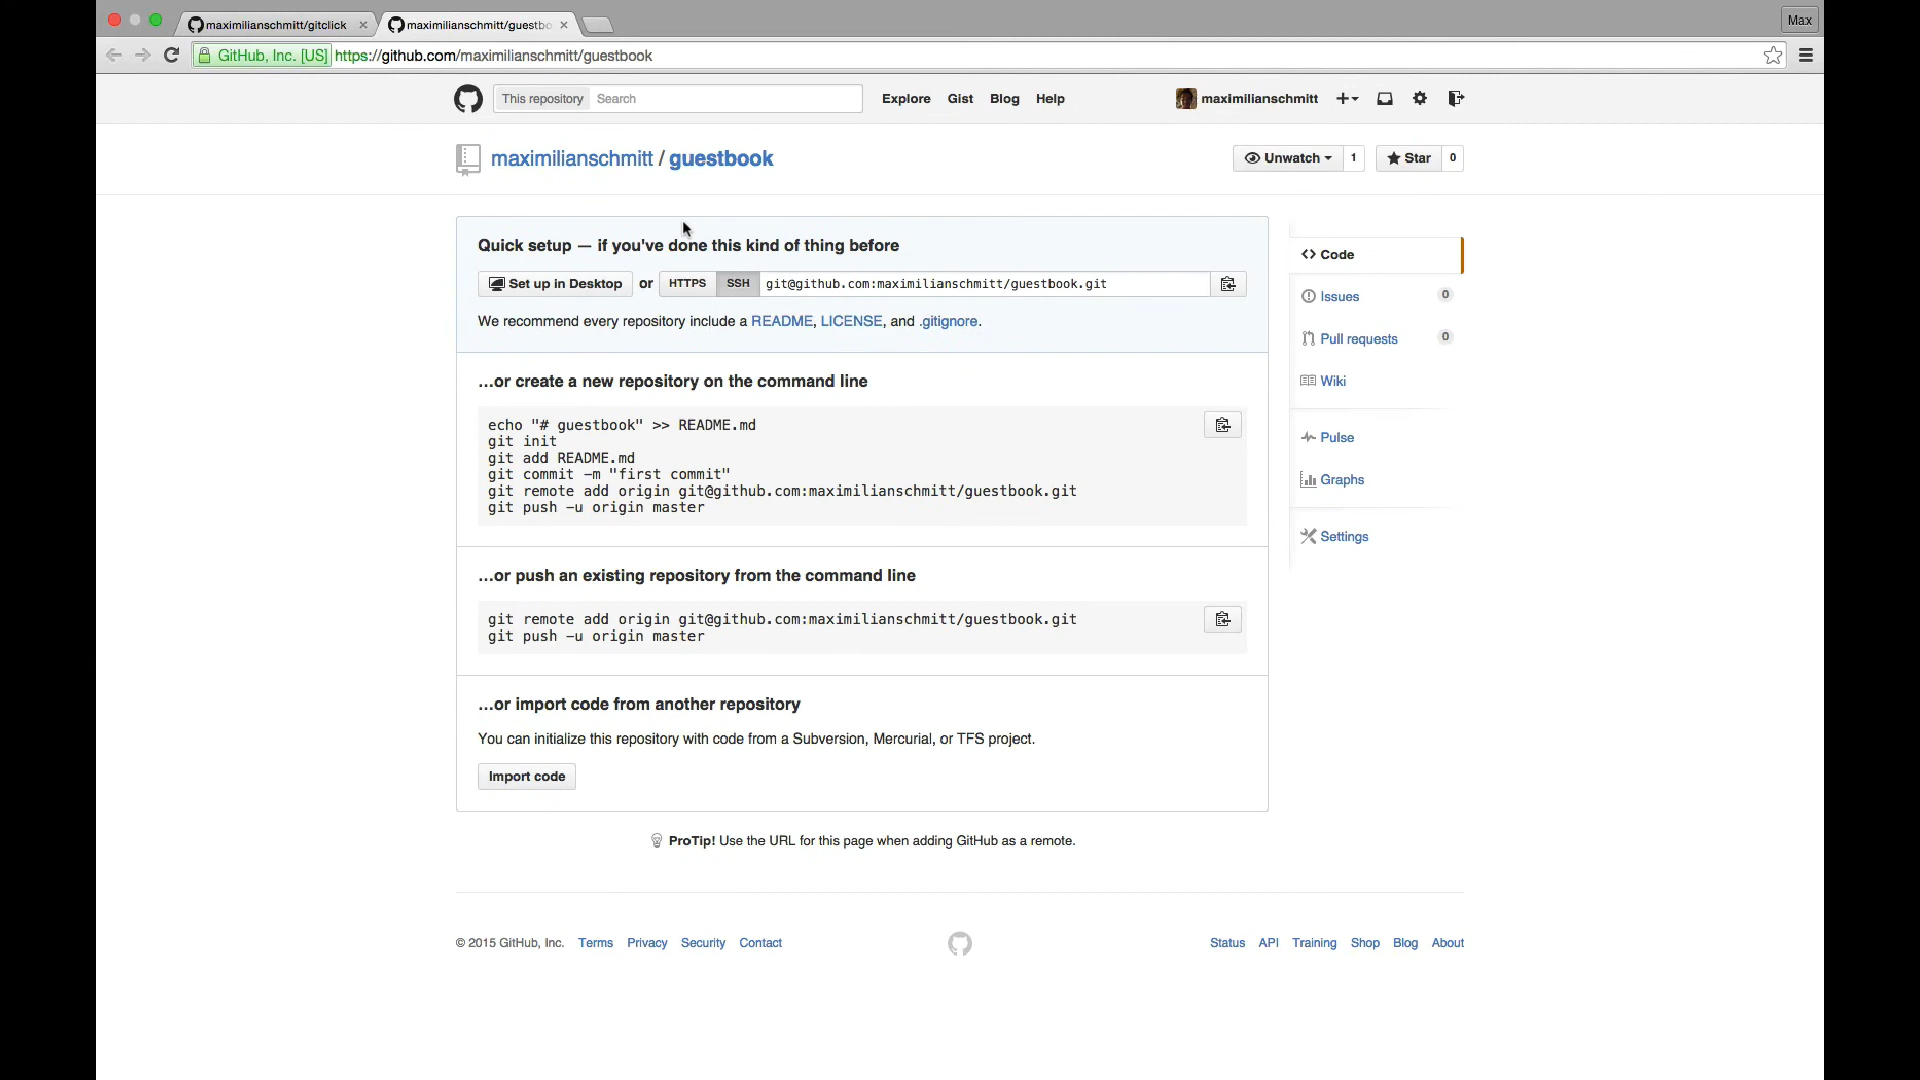 maximilianschmitt/gitclick
maximilianschmitt/guestbo
Max
GitHub, Inc. [US] https://github.com/maximilianschmitt/guestbook
This repository Search Explore Gist Blog Help maximilianschmitt
maximilianschmitt / guestbook
Unwatch 1 Star 0
Quick setup — if you've done this kind of thing before
Set up in Desktop or HTTPS SSH git@github.com:maximilianschmitt/guestbook.git
We recommend every repository include a README, LICENSE, and .gitignore.
…or create a new repository on the command line
echo "# guestbook" >> README.md
git init
git add README.md
git commit -m "first commit"
git remote add origin git@github.com:maximilianschmitt/guestbook.git
git push -u origin master
…or push an existing repository from the command line
git remote add origin git@github.com:maximilianschmitt/guestbook.git
git push -u origin master
…or import code from another repository
You can initialize this repository with code from a Subversion, Mercurial, or TFS project.
Import code
Code
Issues 0
Pull requests 0
Wiki
Pulse
Graphs
Settings
ProTip! Use the URL for this page when adding GitHub as a remote.
© 2015 GitHub, Inc. Terms Privacy Security Contact
Status API Training Shop Blog About